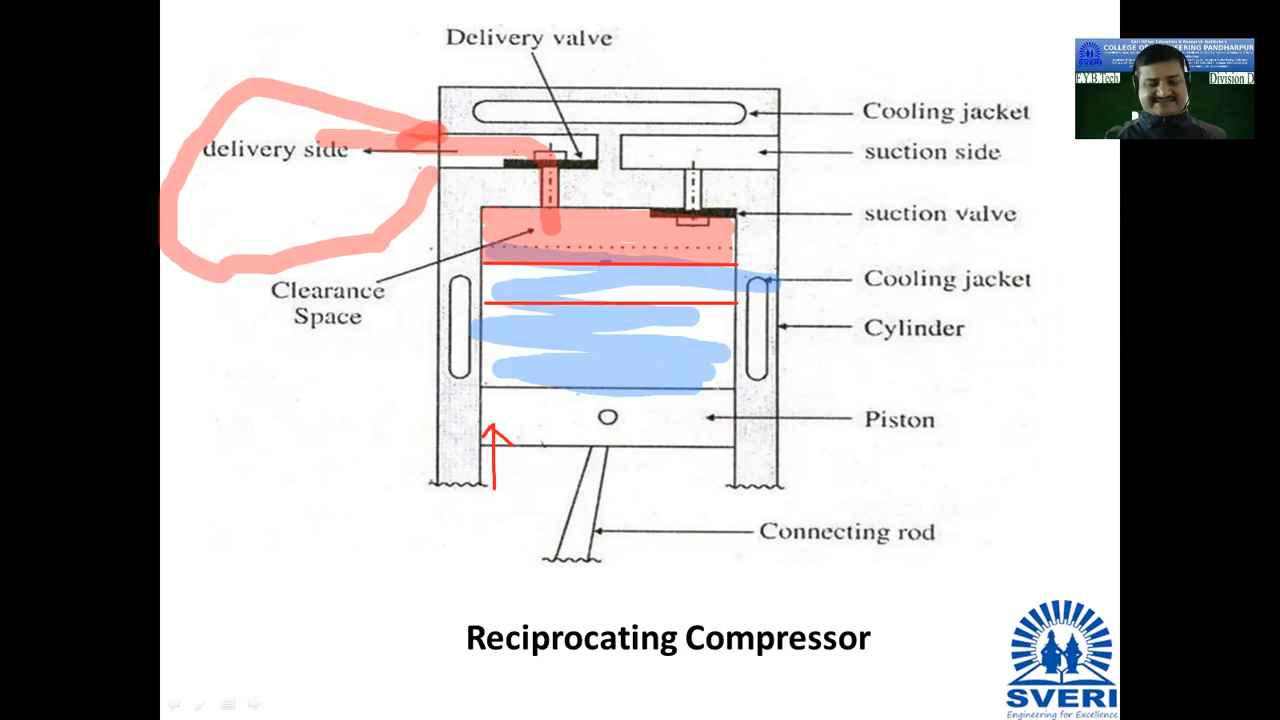 Delivery valve
COLLEGE OF ENGINEERING PANDHARPUR
SVERI
F.Y.B.Tech
Division D
Cooling jacket
delivery side
suction side
suction valve
Cooling jacket
Clearance
Space
Cylinder
Piston
Connecting rod
Reciprocating Compressor
SVERI
Engineering for Excellence